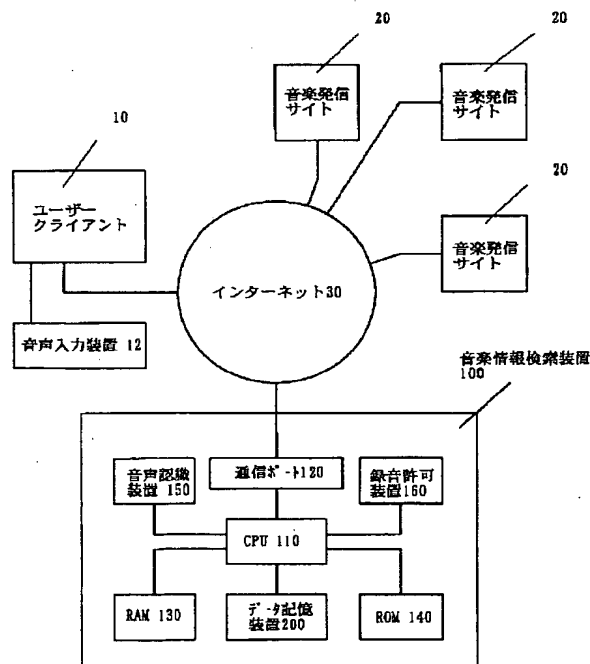 20
20
音楽発信
サイト
音楽発信
サイト
10
20
ユーザー
クライアント
音楽発信
サイト
インターネット30
音声入力装置 12
音楽情報検索装置
100
音声認識
装置 150
通信ポート120
録音許可
装置160
CPU 110
RAM 130
データ記憶
装置200
ROM 140